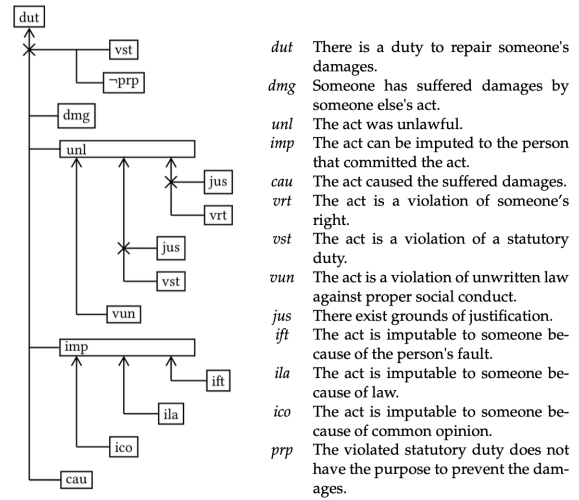 dut
vst
¬prp
dmg
unl
jus
vrt
jus
vst
vun
imp
ift
ila
ico
cau
dut There is a duty to repair someone's
damages.
dmg Someone has suffered damages by
someone else's act.
unl The act was unlawful.
imp The act can be imputed to the person
that committed the act.
cau The act caused the suffered damages.
vrt The act is a violation of someone's
right.
vst The act is a violation of a statutory
duty.
vun The act is a violation of unwritten law
against proper social conduct.
jus There exist grounds of justification.
ift The act is imputable to someone be-
cause of the person's fault.
ila The act is imputable to someone be-
cause of law.
ico The act is imputable to someone be-
cause of common opinion.
prp The violated statutory duty does not
have the purpose to prevent the dam-
ages.